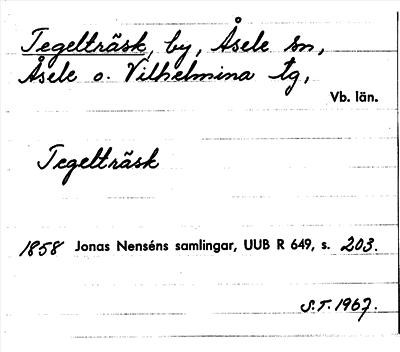 Tegelträsk, by, Åsele sn,
Åsele o. Vilhelmina tg,
Vb. län.
Tegelträsk
1858 Jonas Nenséns samlingar, UUB R 649, s. 203.
S.T. 1967.